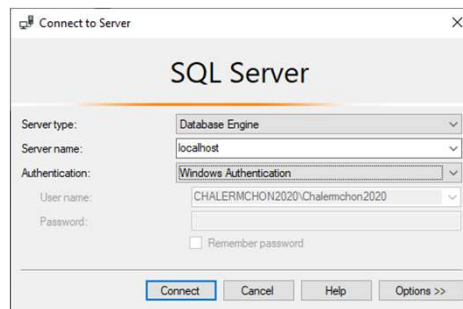 Connect to Server
SQL Server
Server type: Database Engine
Server name: localhost
Authentication: Windows Authentication
User name: CHALERMCHON2020\Chalermchon2020
Password:
Remember password
Connect Cancel Help Options >>